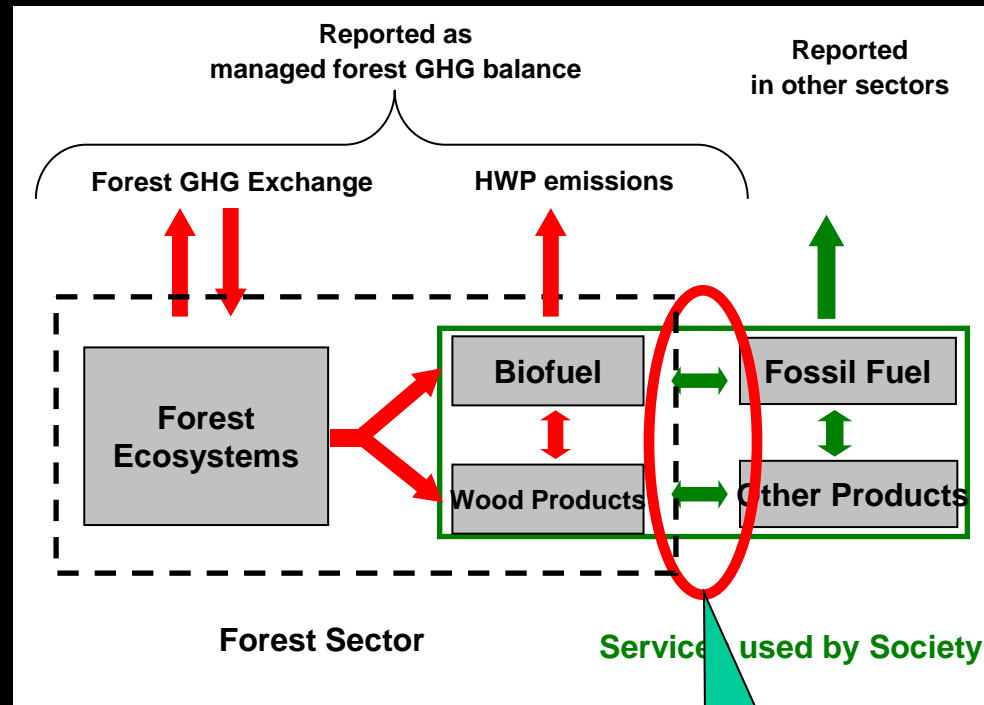 Reported as
managed forest GHG balance
Reported
in other sectors
Forest GHG Exchange
HWP emissions
Forest
Ecosystems
Biofuel
Fossil Fuel
Wood Products
Other Products
Forest Sector
Services used by Society